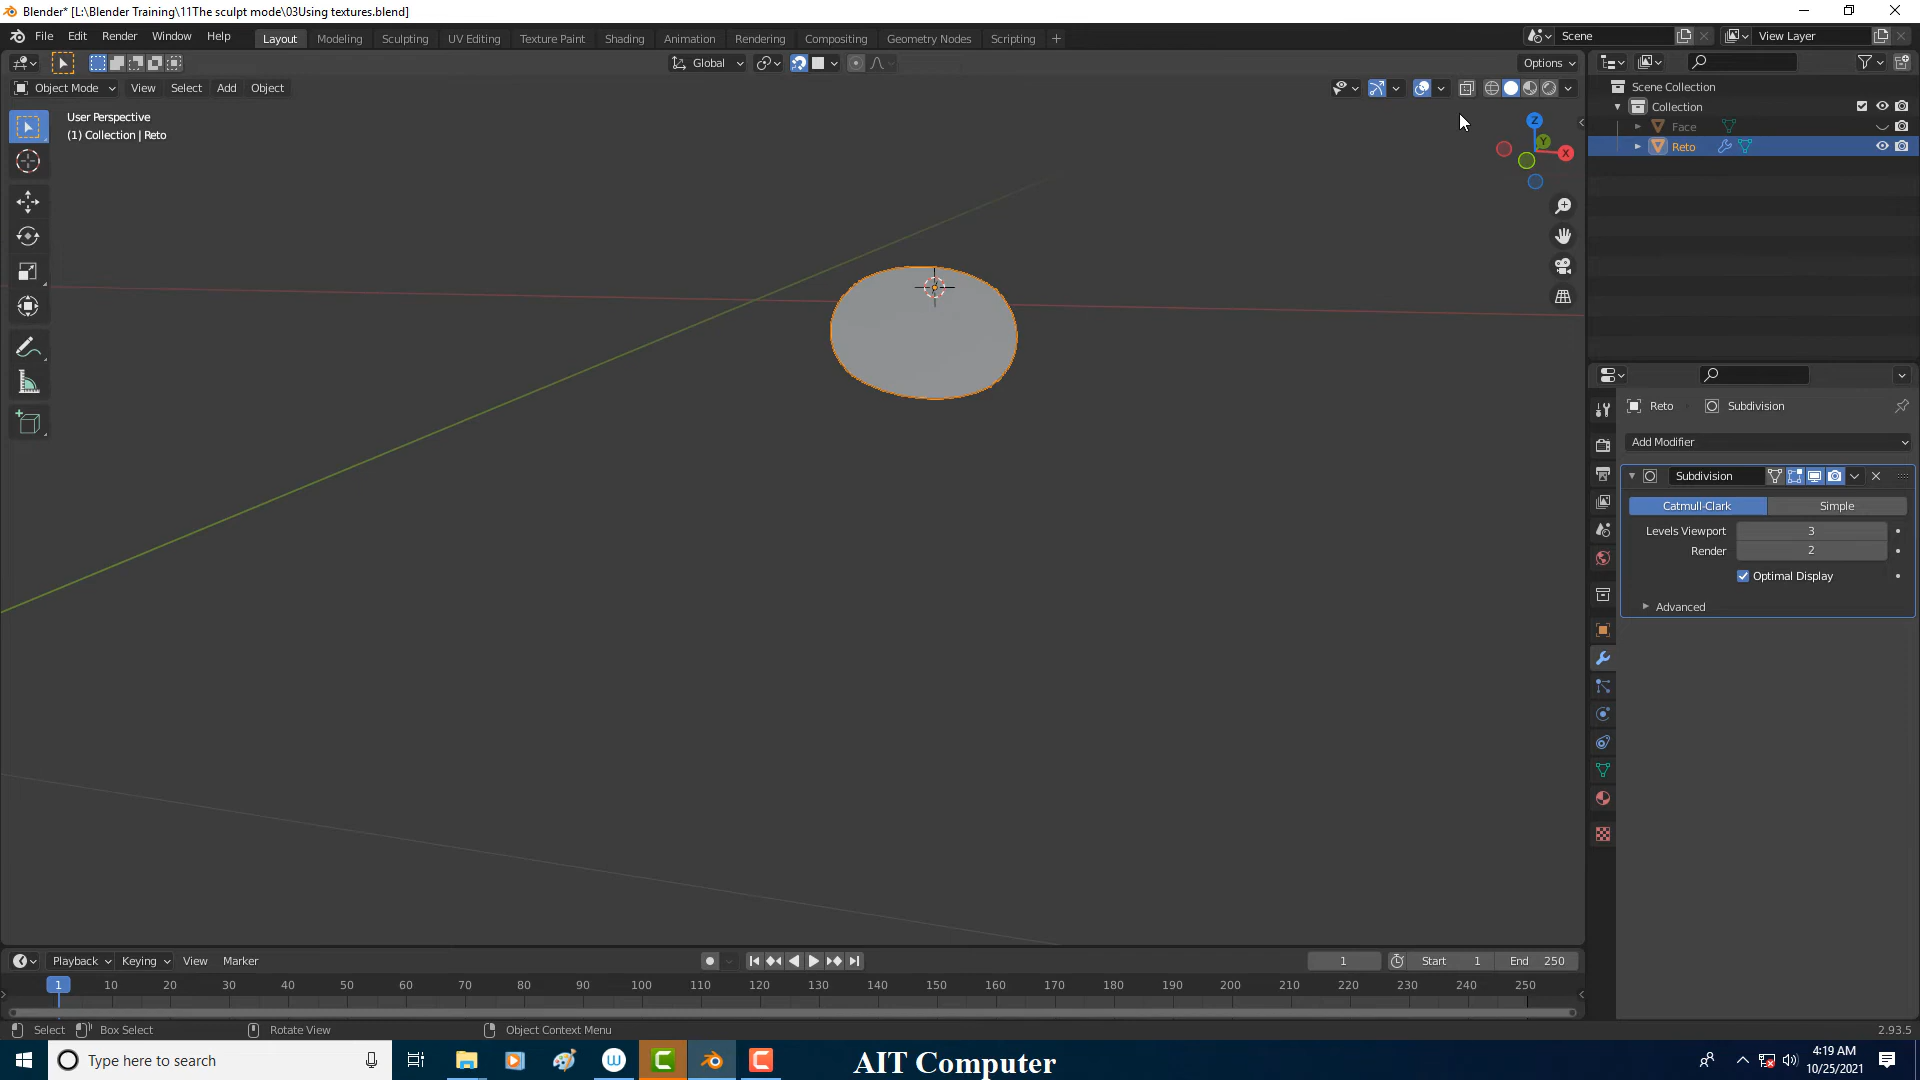 Blender* [L:\Blender Training\11The sculpt mode\03Using textures.blend]
File Edit Render Window Help
Layout Modeling Sculpting UV Editing Texture Paint Shading Animation Rendering Compositing Geometry Nodes Scripting +
Scene
View Layer
Global
Options
Object Mode View Select Add Object
User Perspective
(1) Collection | Reto
Z
Y
X
Scene Collection
Collection
Face
Reto
Reto Subdivision
Add Modifier
Subdivision
Catmull-Clark Simple
Levels Viewport 3
Render 2
Optimal Display
Advanced
Playback Keying View Marker
1 Start 1 End 250
1 10 20 30 40 50 60 70 80 90 100 110 120 130 140 150 160 170 180 190 200 210 220 230 240 250
Select Box Select Rotate View Object Context Menu
2.93.5
Type here to search
AIT Computer
4:19 AM
10/25/2021